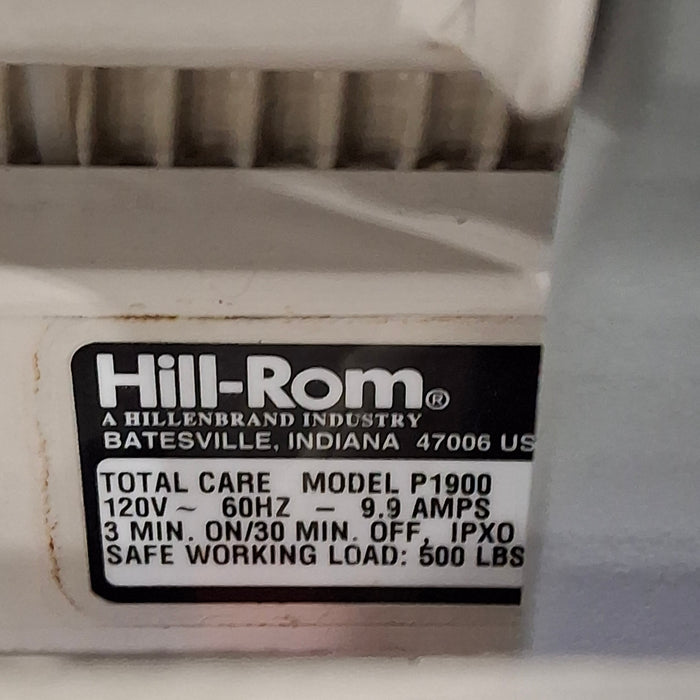 Hill-Rom®
A HILLENBRAND INDUSTRY
BATESVILLE, INDIANA 47006 US
TOTAL CARE MODEL P1900
120V ~ 60HZ – 9.9 AMPS
3 MIN. ON/30 MIN. OFF, IPXO
SAFE WORKING LOAD: 500 LBS